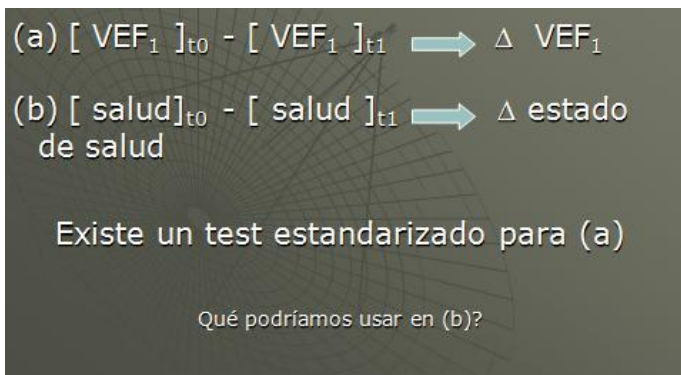 (a) [ VEF₁ ]t0 - [ VEF₁ ]t1 ⟹ Δ VEF₁
(b) [ salud]t0 - [ salud ]t1 ⟹ Δ estado
de salud
Existe un test estandarizado para (a)
Qué podríamos usar en (b)?